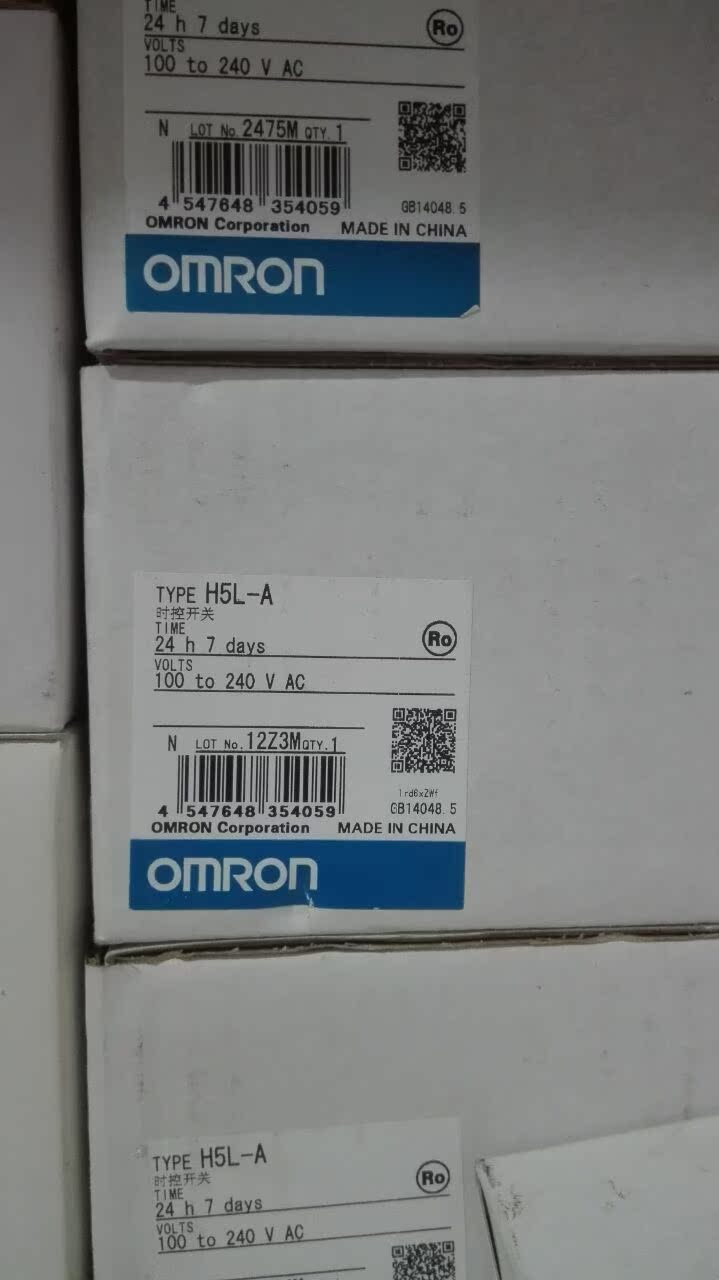 TIME
24 h 7 days
Ro
VOLTS
100 to 240 V AC
N LOT No. 2475M QTY. 1
4 547648 354059
GB14048.5
OMRON Corporation MADE IN CHINA
OMRON
TYPE H5L-A
时控开关
TIME
24 h 7 days
Ro
VOLTS
100 to 240 V AC
N LOT No. 12Z3M QTY. 1
1rd6xZWf
4 547648 354059
GB14048.5
OMRON Corporation MADE IN CHINA
OMRON
TYPE H5L-A
时控开关
TIME
24 h 7 days
Ro
VOLTS
100 to 240 V AC